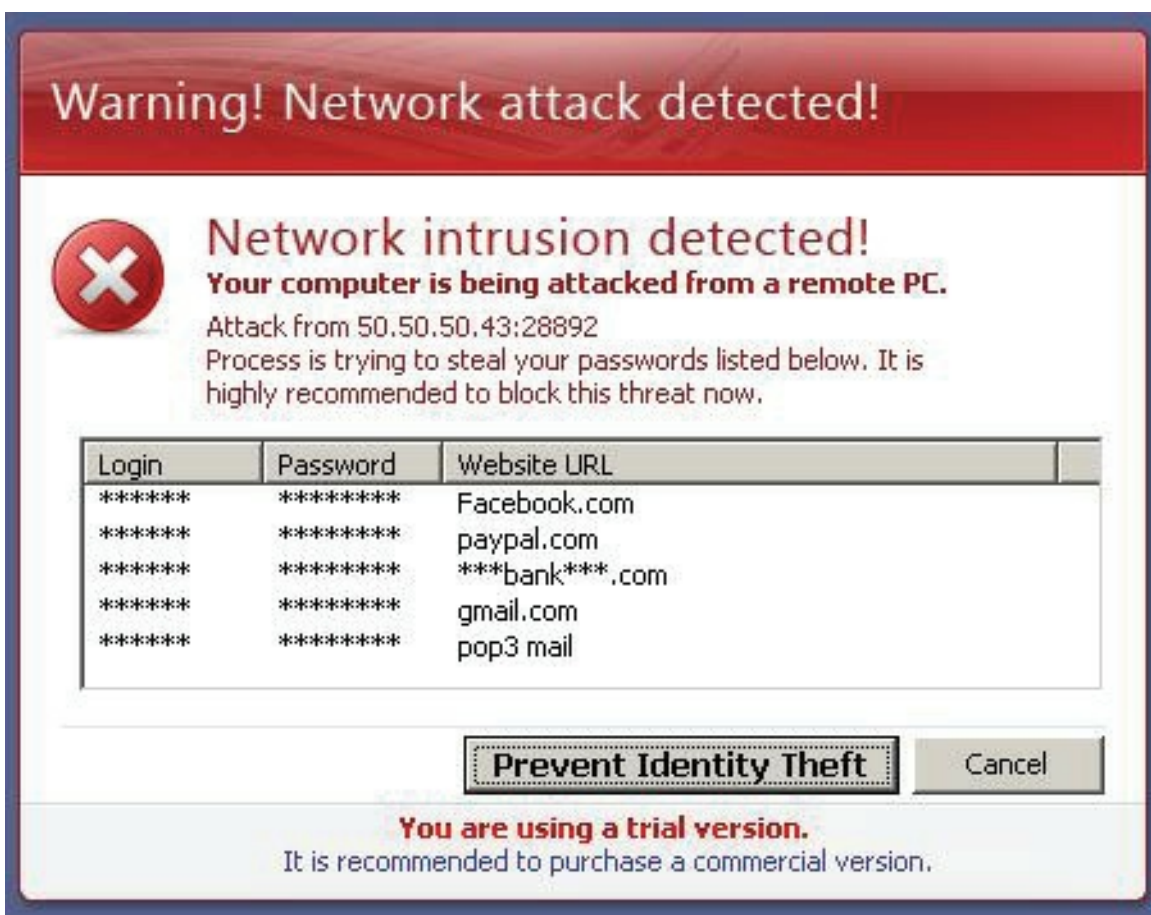 Warning! Network attack detected!
Network intrusion detected!
Your computer is being attacked from a remote PC.
Attack from 50.50.50.43:28892
Process is trying to steal your passwords listed below. It is
highly recommended to block this threat now.
Login Password Website URL
****** ******** Facebook.com
****** ******** paypal.com
****** ******** ***bank***.com
****** ******** gmail.com
****** ******** pop3 mail
Prevent Identity Theft Cancel
You are using a trial version.
It is recommended to purchase a commercial version.